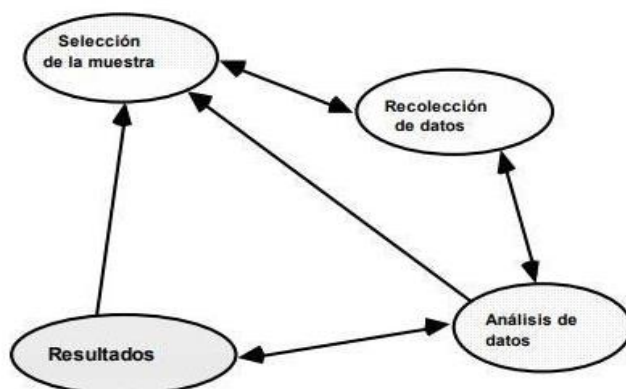 Selección
de la muestra
Recolección
de datos
Análisis de
datos
Resultados